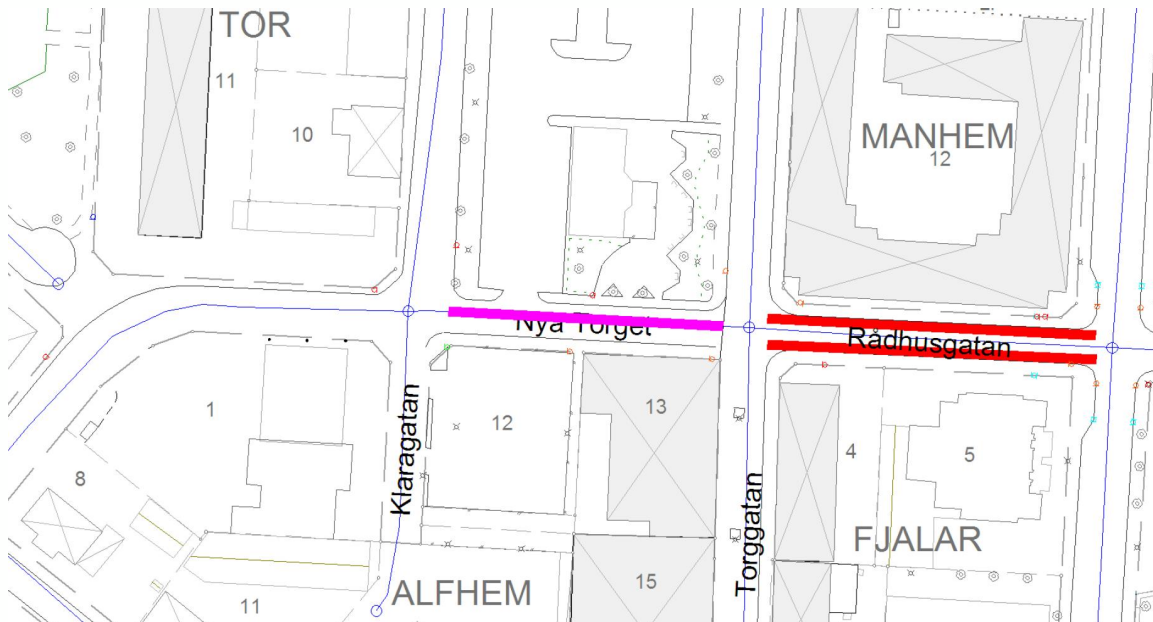 TOR
11
10
MANHEM
12
Nya Torget
Rådhusgatan
1
Klaragatan
12
13
4
5
8
Torggatan
FJALAR
15
ALFHEM
11